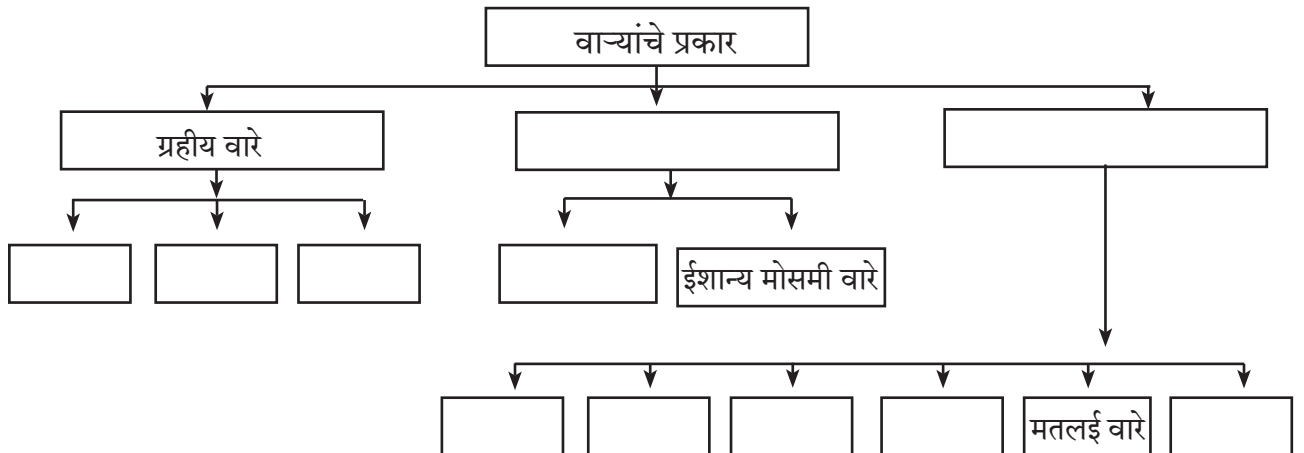 वाऱ्यांचे प्रकार
ग्रहीय वारे
ईशान्य मोसमी वारे
मतलई वारे